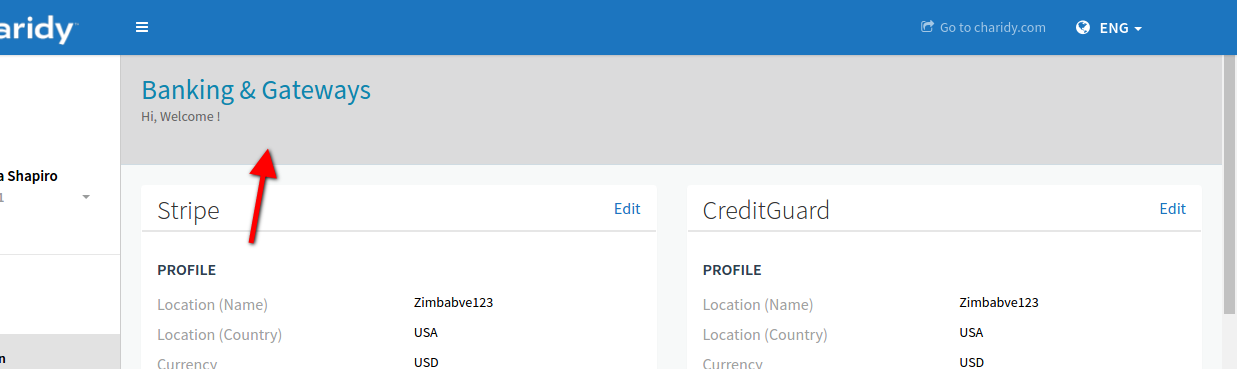 aridy
Go to charidy.com
ENG
Banking & Gateways
Hi, Welcome !
a Shapiro
1
n
Stripe
Edit
PROFILE
Location (Name) Zimbabve123
Location (Country) USA
Currency USD
CreditGuard
Edit
PROFILE
Location (Name) Zimbabve123
Location (Country) USA
Currency USD